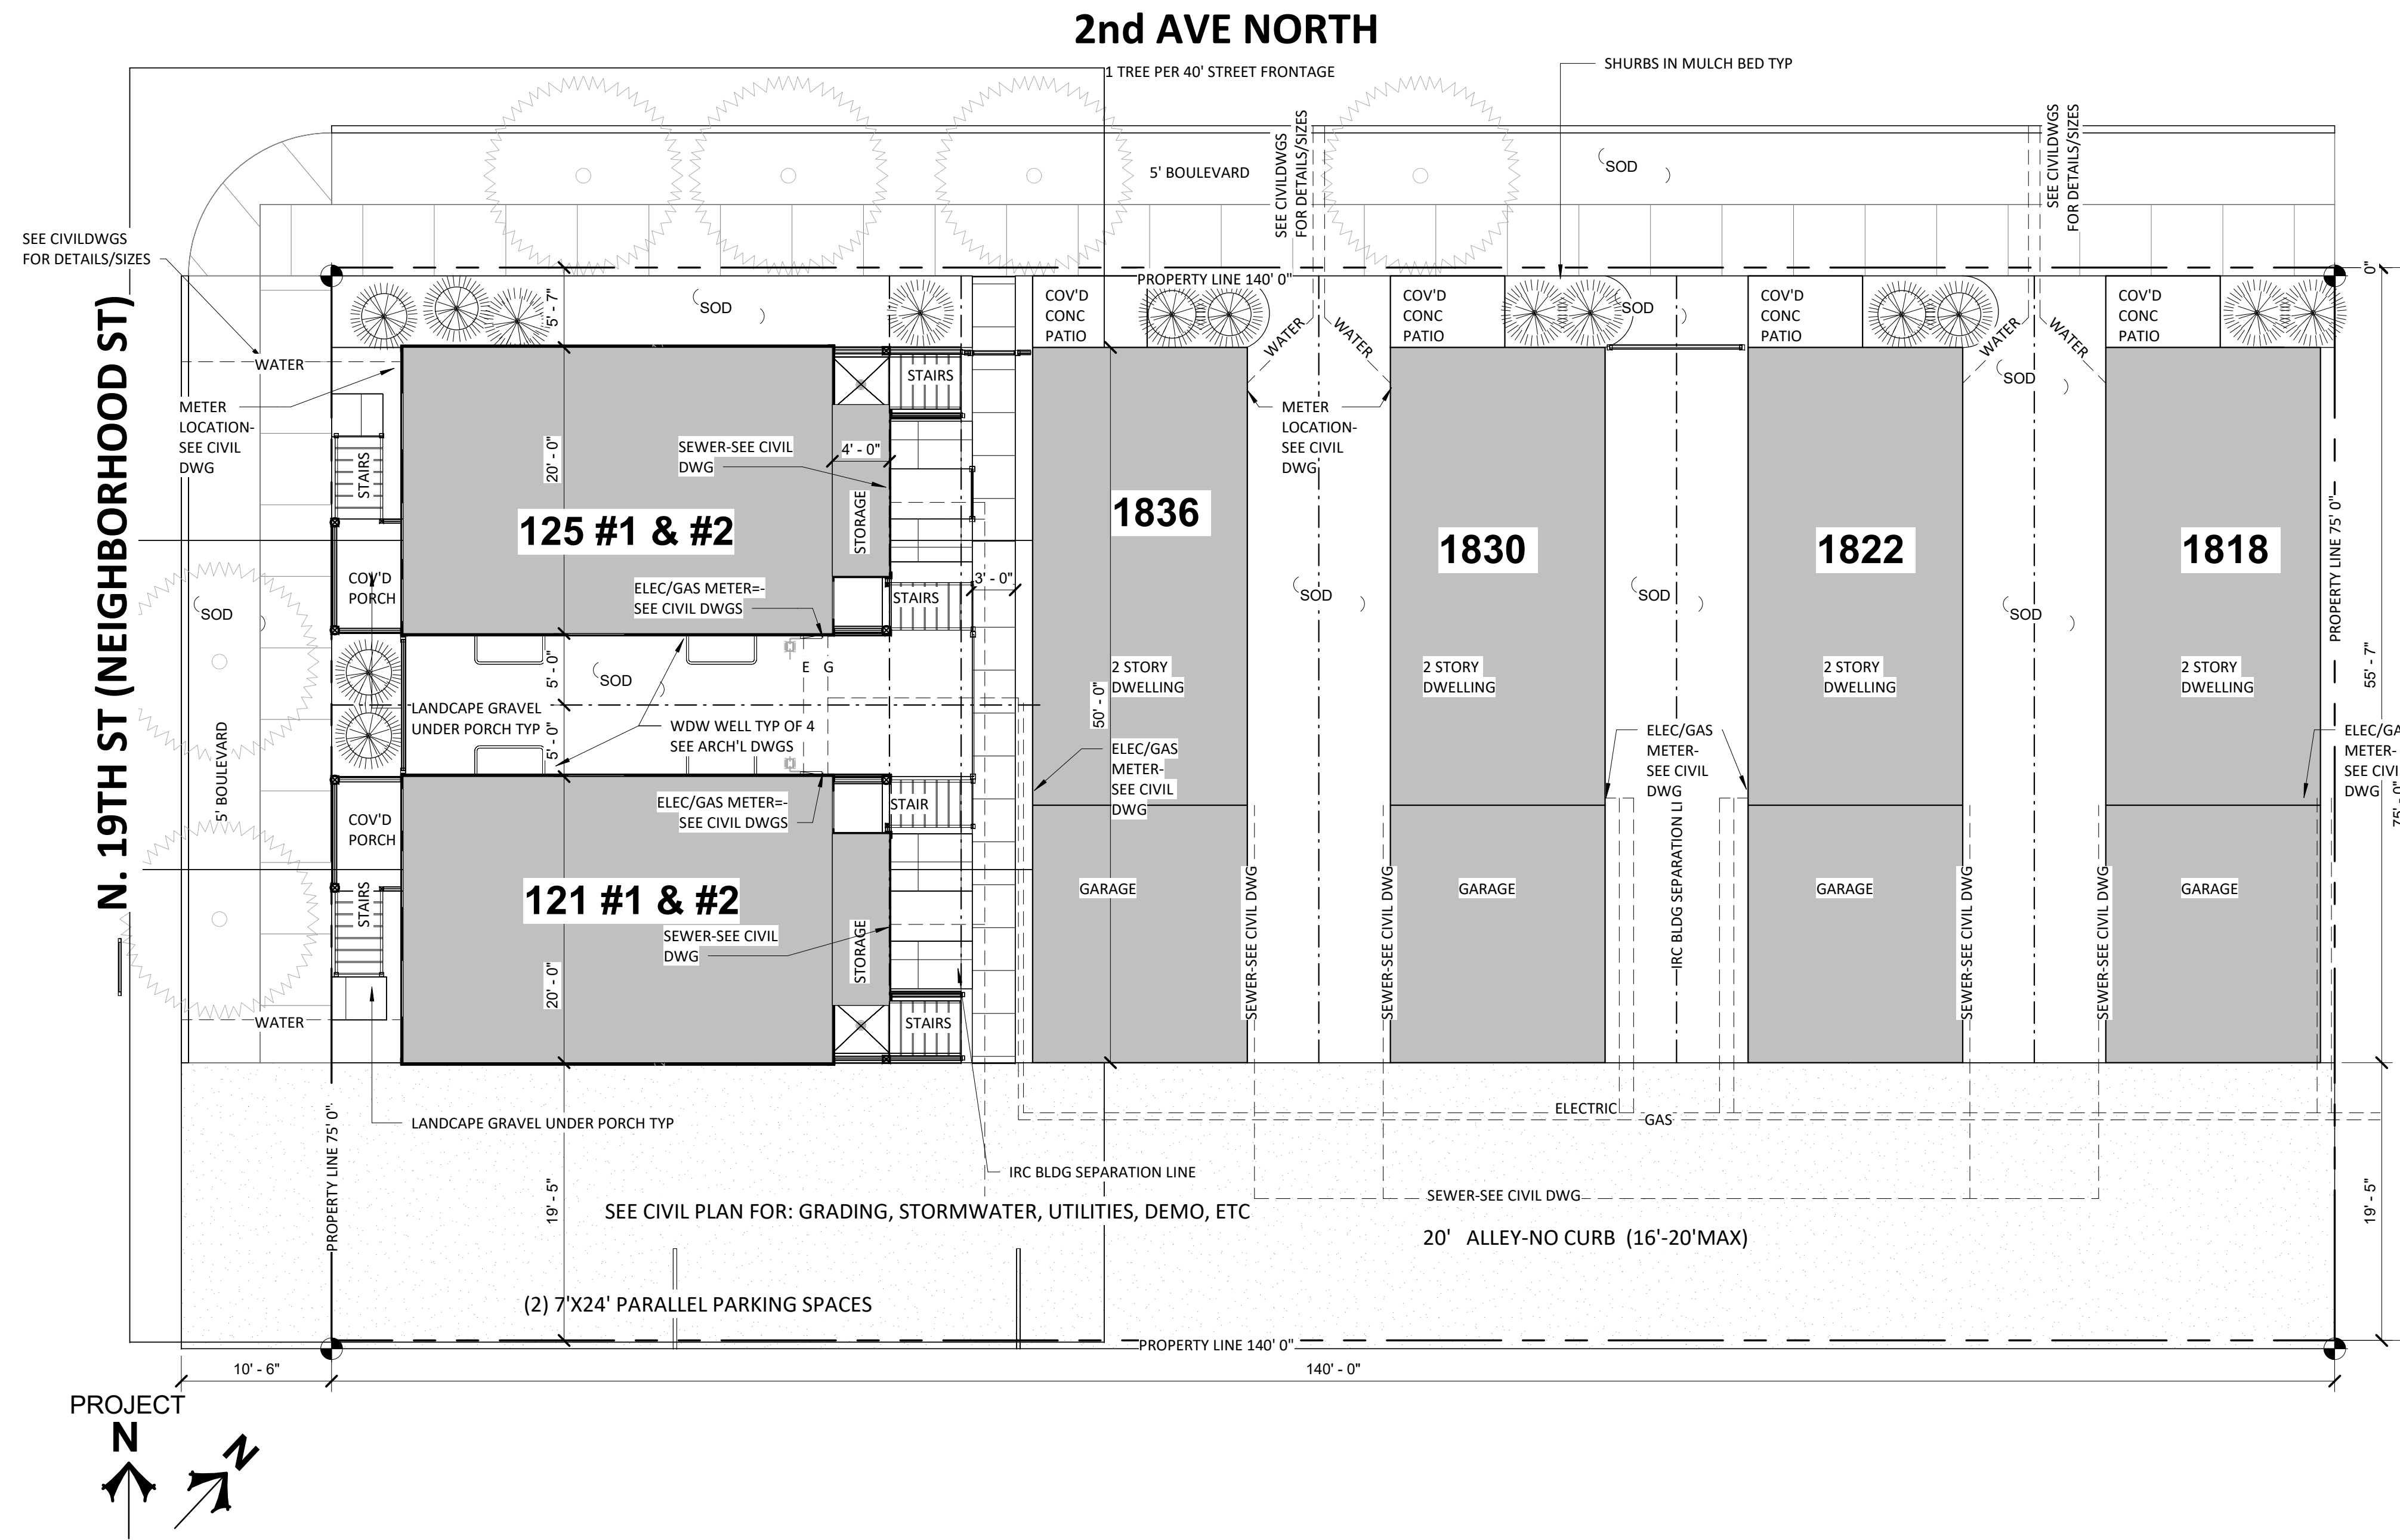 2nd AVE NORTH
1 TREE PER 40' STREET FRONTAGE
SHURBS IN MULCH BED TYP
SEE CIVILDWGS
FOR DETAILS/SIZES
SEE CIVILDWGS
FOR DETAILS/SIZES
5' BOULEVARD
SOD
SEE CIVILDWGS
FOR DETAILS/SIZES
N. 19TH ST (NEIGHBORHOOD ST)
PROPERTY LINE 140' 0"
0"
5' - 7"
SOD
COV'D
CONC
PATIO
COV'D
CONC
PATIO
SOD
COV'D
CONC
PATIO
COV'D
CONC
PATIO
WATER
WATER
WATER
WATER
WATER
STAIRS
SOD
METER
LOCATION-
SEE CIVIL
DWG
METER
LOCATION-
SEE CIVIL
DWG
STAIRS
20' - 0"
SEWER-SEE CIVIL
DWG
4' - 0"
STORAGE
125 #1 & #2
1836
1830
1822
1818
PROPERTY LINE 75' 0"
COV'D
PORCH
ELEC/GAS METER=-
SEE CIVIL DWGS
STAIRS
3' - 0"
SOD
SOD
SOD
SOD
E G
5' - 0"
SOD
2 STORY
DWELLING
2 STORY
DWELLING
2 STORY
DWELLING
2 STORY
DWELLING
55' - 7"
50' - 0"
LANDSCAPE GRAVEL
UNDER PORCH TYP
WDW WELL TYP OF 4
SEE ARCH'L DWGS
5' - 0"
5' BOULEVARD
ELEC/GAS
METER-
SEE CIVIL
DWG
ELEC/GAS
METER-
SEE CIVIL
DWG
ELEC/GA
METER-
SEE CIVI
DWG
75' - 0"
ELEC/GAS METER=-
SEE CIVIL DWGS
STAIR
COV'D
PORCH
IRC BLDG SEPARATION LI
121 #1 & #2
STAIRS
GARAGE
GARAGE
GARAGE
GARAGE
SEWER-SEE CIVIL
DWG
STORAGE
SEWER-SEE CIVIL DWG
SEWER-SEE CIVIL DWG
SEWER-SEE CIVIL DWG
SEWER-SEE CIVIL DWG
20' - 0"
WATER
STAIRS
ELECTRIC
GAS
LANDSCAPE GRAVEL UNDER PORCH TYP
PROPERTY LINE 75' 0"
IRC BLDG SEPARATION LINE
19' - 5"
SEWER-SEE CIVIL DWG
19' - 5"
SEE CIVIL PLAN FOR: GRADING, STORMWATER, UTILITIES, DEMO, ETC
20' ALLEY-NO CURB (16'-20'MAX)
(2) 7'X24' PARALLEL PARKING SPACES
PROPERTY LINE 140' 0"
10' - 6"
140' - 0"
PROJECT
N
N